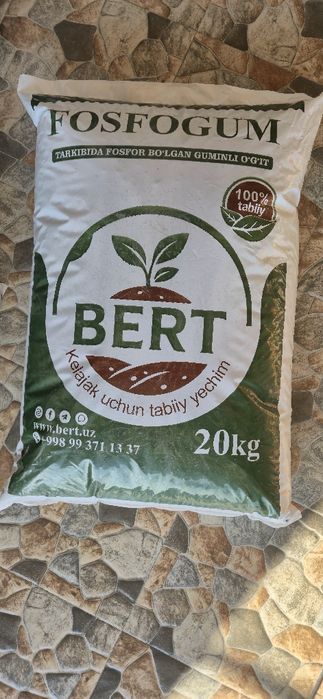 FOSFOGUM
TARKIBIDA FOSFOR BO'LGAN GUMINLI O'G'IT
100%
tabiiy
BERT
Kelajak uchun tabiiy yechim
www.bert.uz
+998 99 371 13 37
20kg